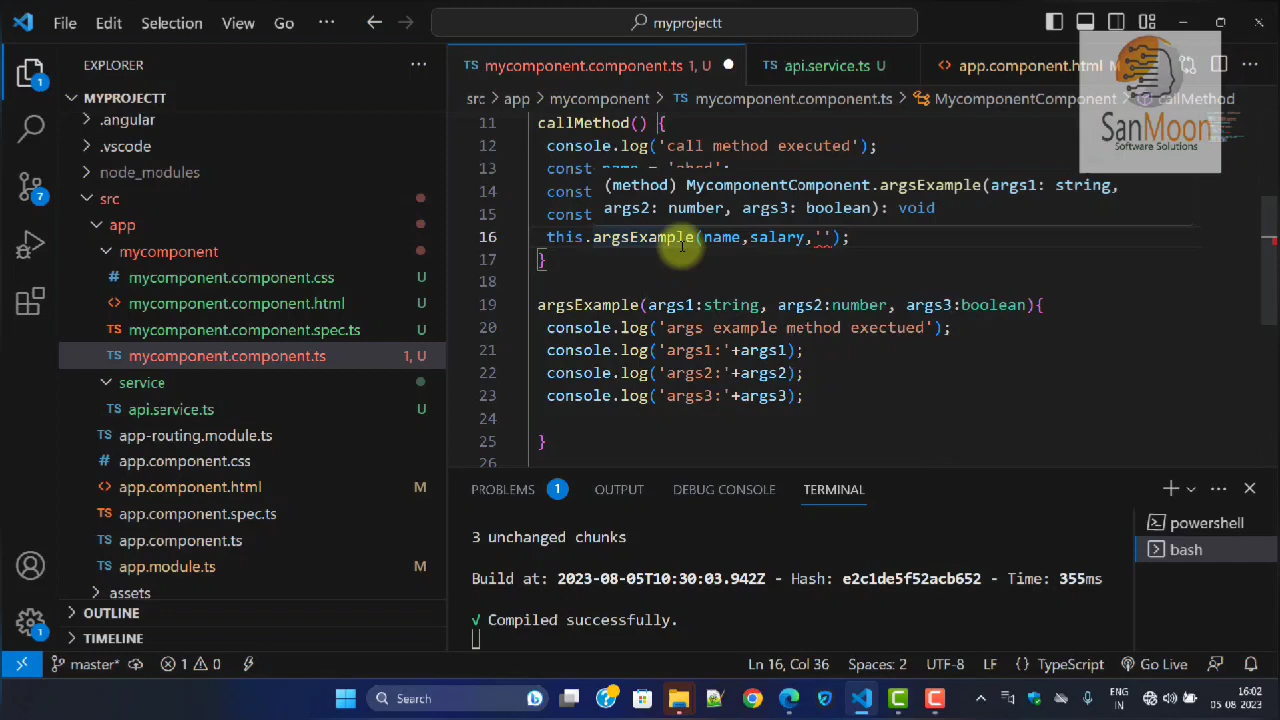 File Edit Selection View Go ··· myprojectt
EXPLORER
MYPROJECTT
.angular
.vscode
node_modules
src
app
mycomponent
mycomponent.component.css U
mycomponent.component.html U
mycomponent.component.spec.ts U
mycomponent.component.ts 1, U
service
api.service.ts U
app-routing.module.ts
app.component.css
app.component.html M
app.component.spec.ts
app.component.ts
app.module.ts M
assets
OUTLINE
TIMELINE
TS mycomponent.component.ts 1, U TS api.service.ts U app.component.html M
src > app > mycomponent > TS mycomponent.component.ts > MycomponentComponent > callMethod
SanMoon
Software Solutions
11 callMethod() {
12 console.log('call method executed');
13 const name = 'abcd';
14 const
15 const
(method) MycomponentComponent.argsExample(args1: string,
args2: number, args3: boolean): void
16 this.argsExample(name,salary,'');
17 }
18
19 argsExample(args1:string, args2:number, args3:boolean){
20 console.log('args example method exectued');
21 console.log('args1:'+args1);
22 console.log('args2:'+args2);
23 console.log('args3:'+args3);
24
25 }
26
PROBLEMS 1 OUTPUT DEBUG CONSOLE TERMINAL
3 unchanged chunks
Build at: 2023-08-05T10:30:03.942Z - Hash: e2c1de5f52acb652 - Time: 355ms
√ Compiled successfully.
powershell
bash
master* 1 0 Ln 16, Col 36 Spaces: 2 UTF-8 LF {} TypeScript Go Live
Search ENG IN 16:02 05-08-2023